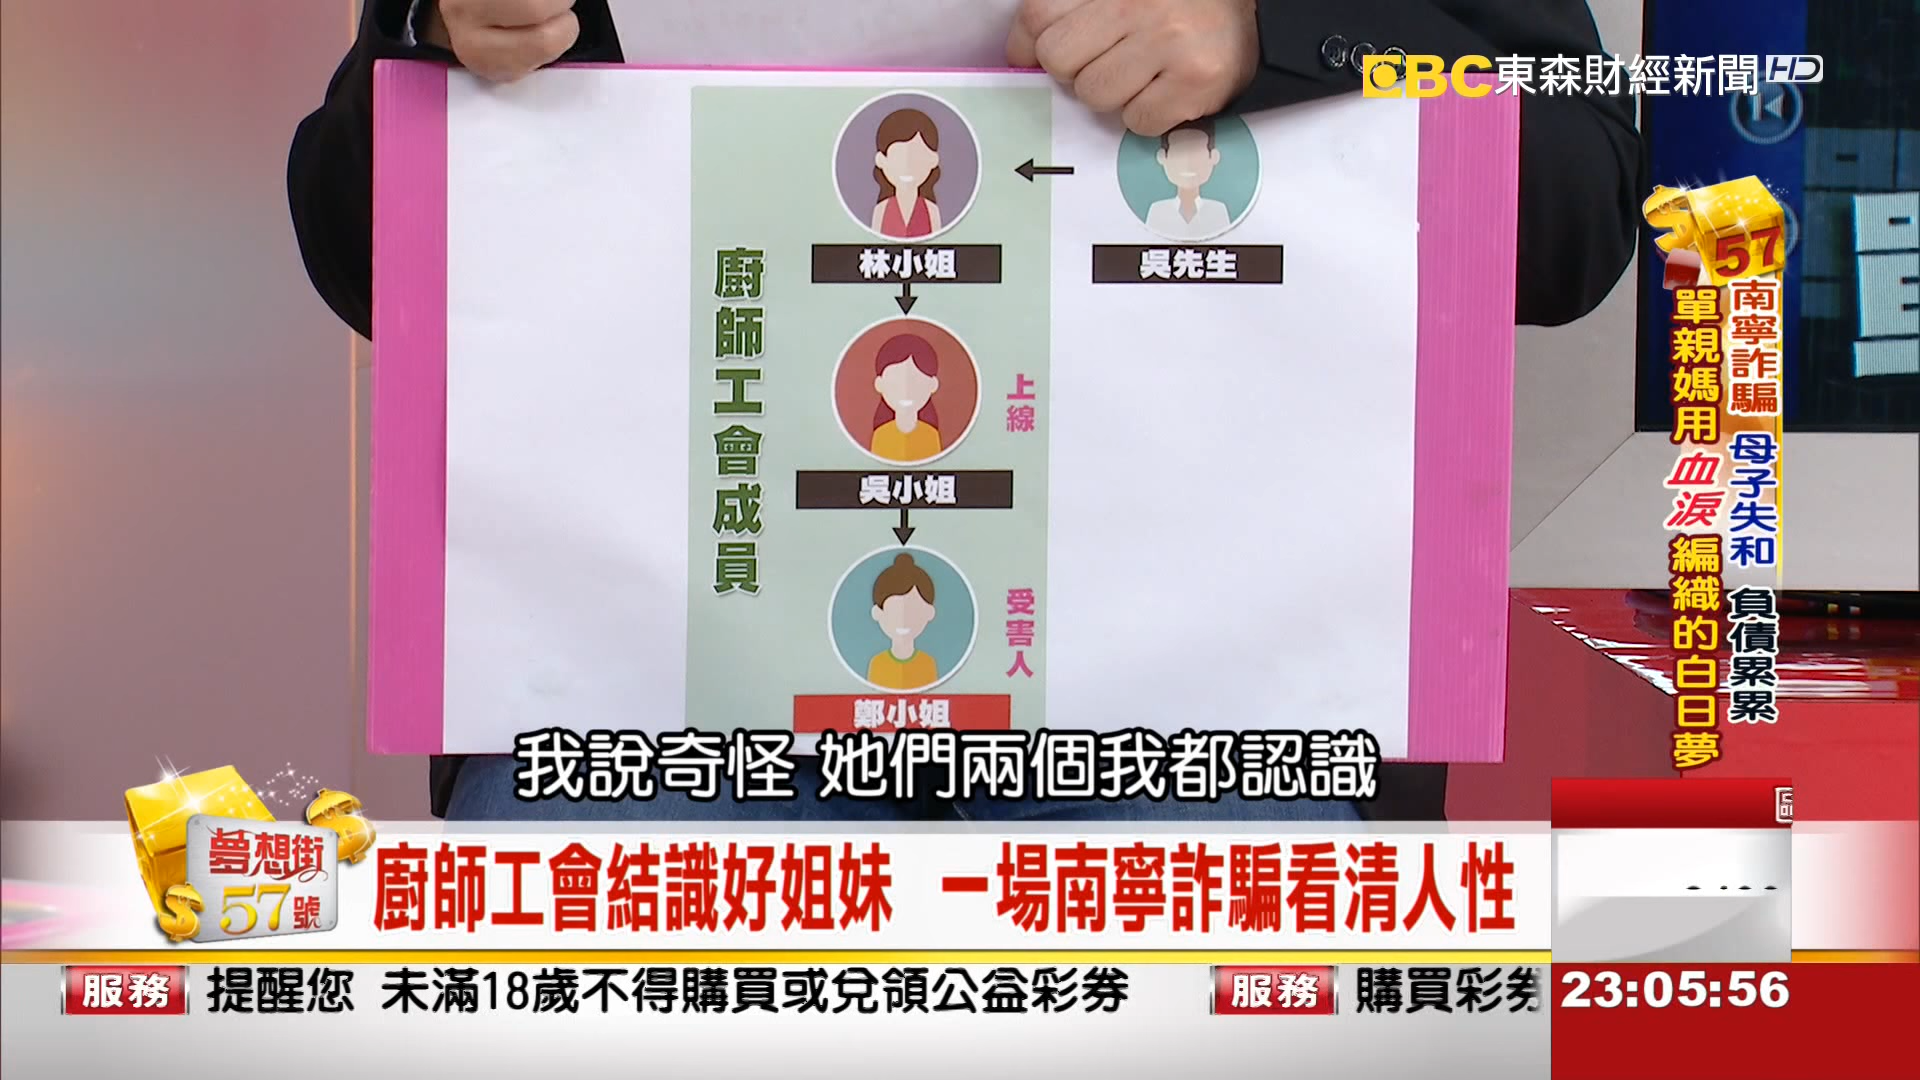 EBC 東森財經新聞 HD
廚師工會成員
林小姐
吳先生
上線
吳小姐
受害人
鄭小姐
57
南寧詐騙 母子失和 負債累累
單親媽用血淚編織的白日夢
我說奇怪 她們兩個我都認識
夢想街
57號
廚師工會結識好姐妹 一場南寧詐騙看清人性
服務 提醒您 未滿18歲不得購買或兌領公益彩券 服務 購買彩券
23:05:56